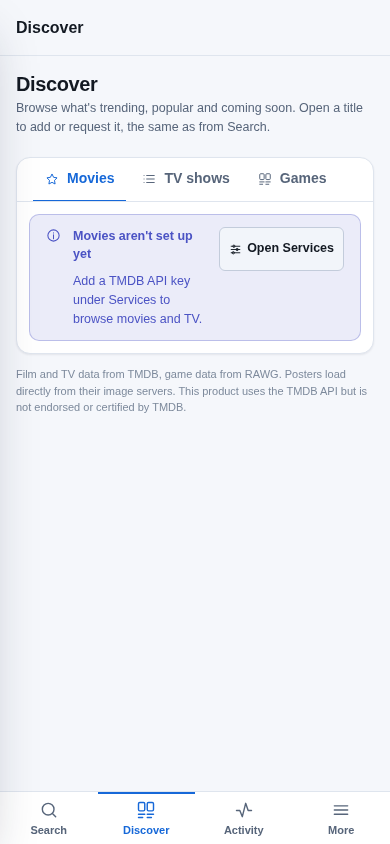 Discover
Discover
Browse what's trending, popular and coming soon. Open a title
to add or request it, the same as from Search.
Movies
TV shows
Games
Movies aren't set up
yet
Add a TMDB API key
under Services to
browse movies and TV.
Open Services
Film and TV data from TMDB, game data from RAWG. Posters load
directly from their image servers. This product uses the TMDB API but is
not endorsed or certified by TMDB.
Search
Discover
Activity
More